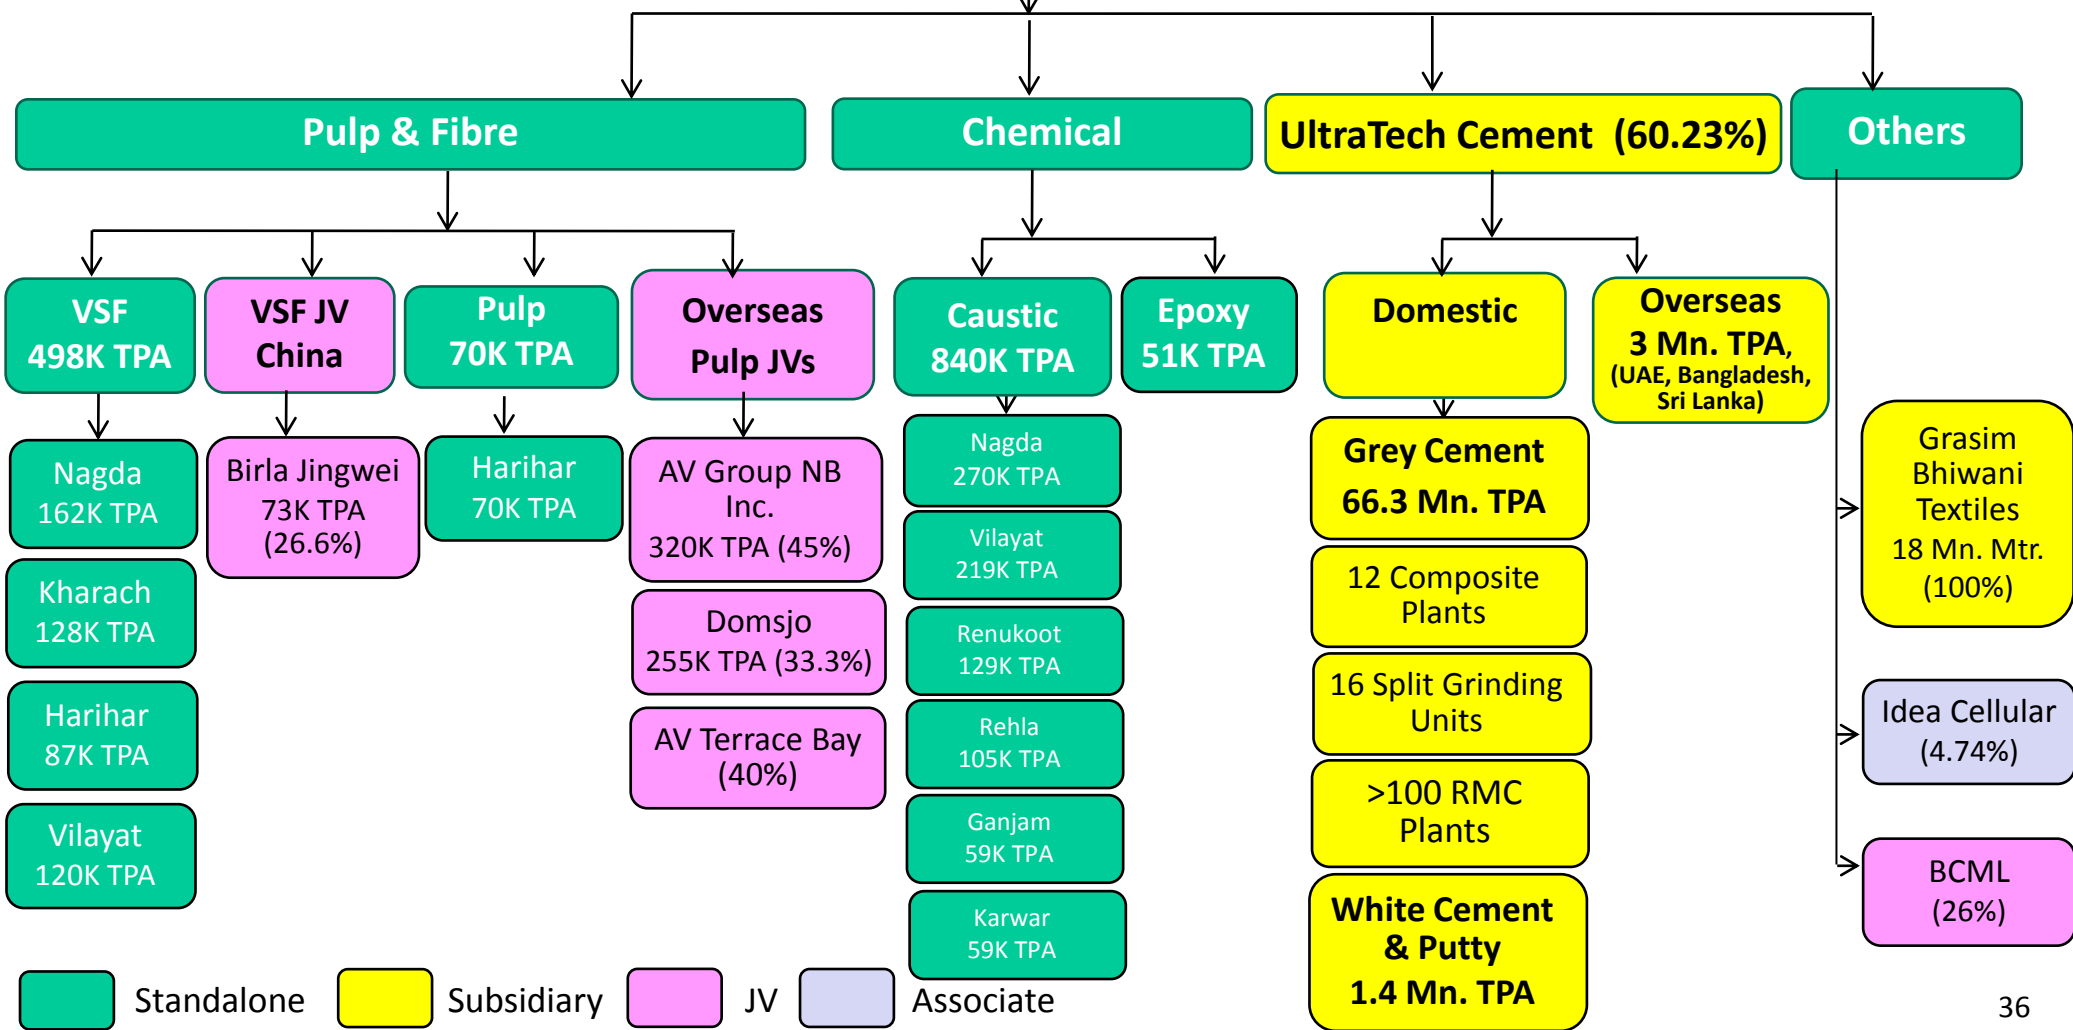 Pulp & Fibre
Chemical
UltraTech Cement (60.23%)
Others
VSF
498K TPA
VSF JV
China
Pulp
70K TPA
Overseas
Pulp JVs
Caustic
840K TPA
Epoxy
51K TPA
Domestic
Overseas
3 Mn. TPA,
(UAE, Bangladesh,
Sri Lanka)
Nagda
162K TPA
Kharach
128K TPA
Harihar
87K TPA
Vilayat
120K TPA
Birla Jingwei
73K TPA
(26.6%)
Harihar
70K TPA
AV Group NB
Inc.
320K TPA (45%)
Domsjo
255K TPA (33.3%)
AV Terrace Bay
(40%)
Nagda
270K TPA
Vilayat
219K TPA
Renukoot
129K TPA
Rehla
105K TPA
Ganjam
59K TPA
Karwar
59K TPA
Grey Cement
66.3 Mn. TPA
12 Composite
Plants
16 Split Grinding
Units
>100 RMC
Plants
White Cement
& Putty
1.4 Mn. TPA
Grasim
Bhiwani
Textiles
18 Mn. Mtr.
(100%)
Idea Cellular
(4.74%)
BCML
(26%)
Standalone
Subsidiary
JV
Associate
36